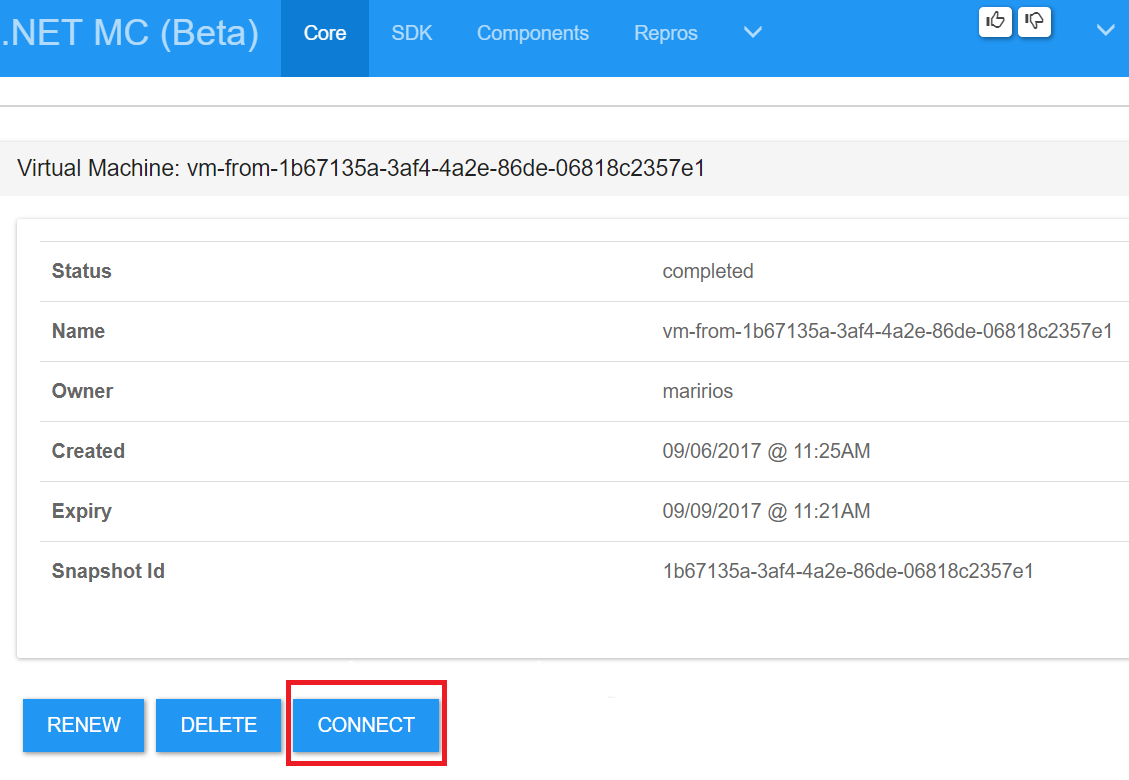 .NET MC (Beta) Core SDK Components Repros
Virtual Machine: vm-from-1b67135a-3af4-4a2e-86de-06818c2357e1
Status completed
Name vm-from-1b67135a-3af4-4a2e-86de-06818c2357e1
Owner maririos
Created 09/06/2017 @ 11:25AM
Expiry 09/09/2017 @ 11:21AM
Snapshot Id 1b67135a-3af4-4a2e-86de-06818c2357e1
RENEW DELETE CONNECT